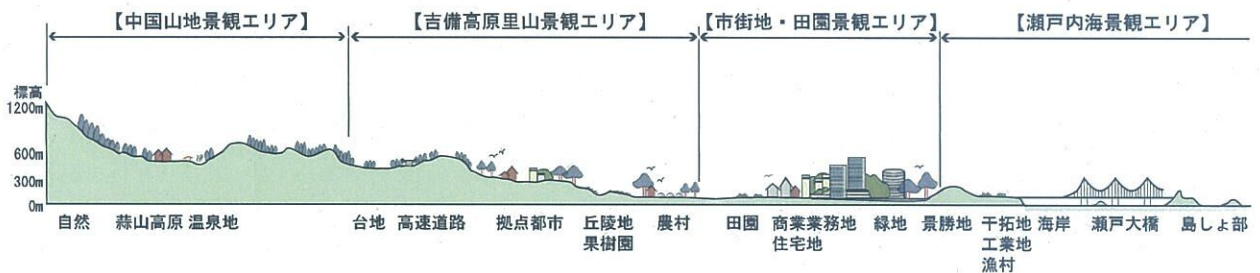 【中国山地景観エリア】 【吉備高原里山景観エリア】 【市街地・田園景観エリア】 【瀬戸内海景観エリア】
標高
1200m
600m
300m
0m
自然 蒜山高原 温泉地 台地 高速道路 拠点都市 丘陵地 農村 田園 商業業務地 緑地 景勝地 干拓地 海岸 瀬戸大橋 島しょ部
果樹園 住宅地 工業地
漁村